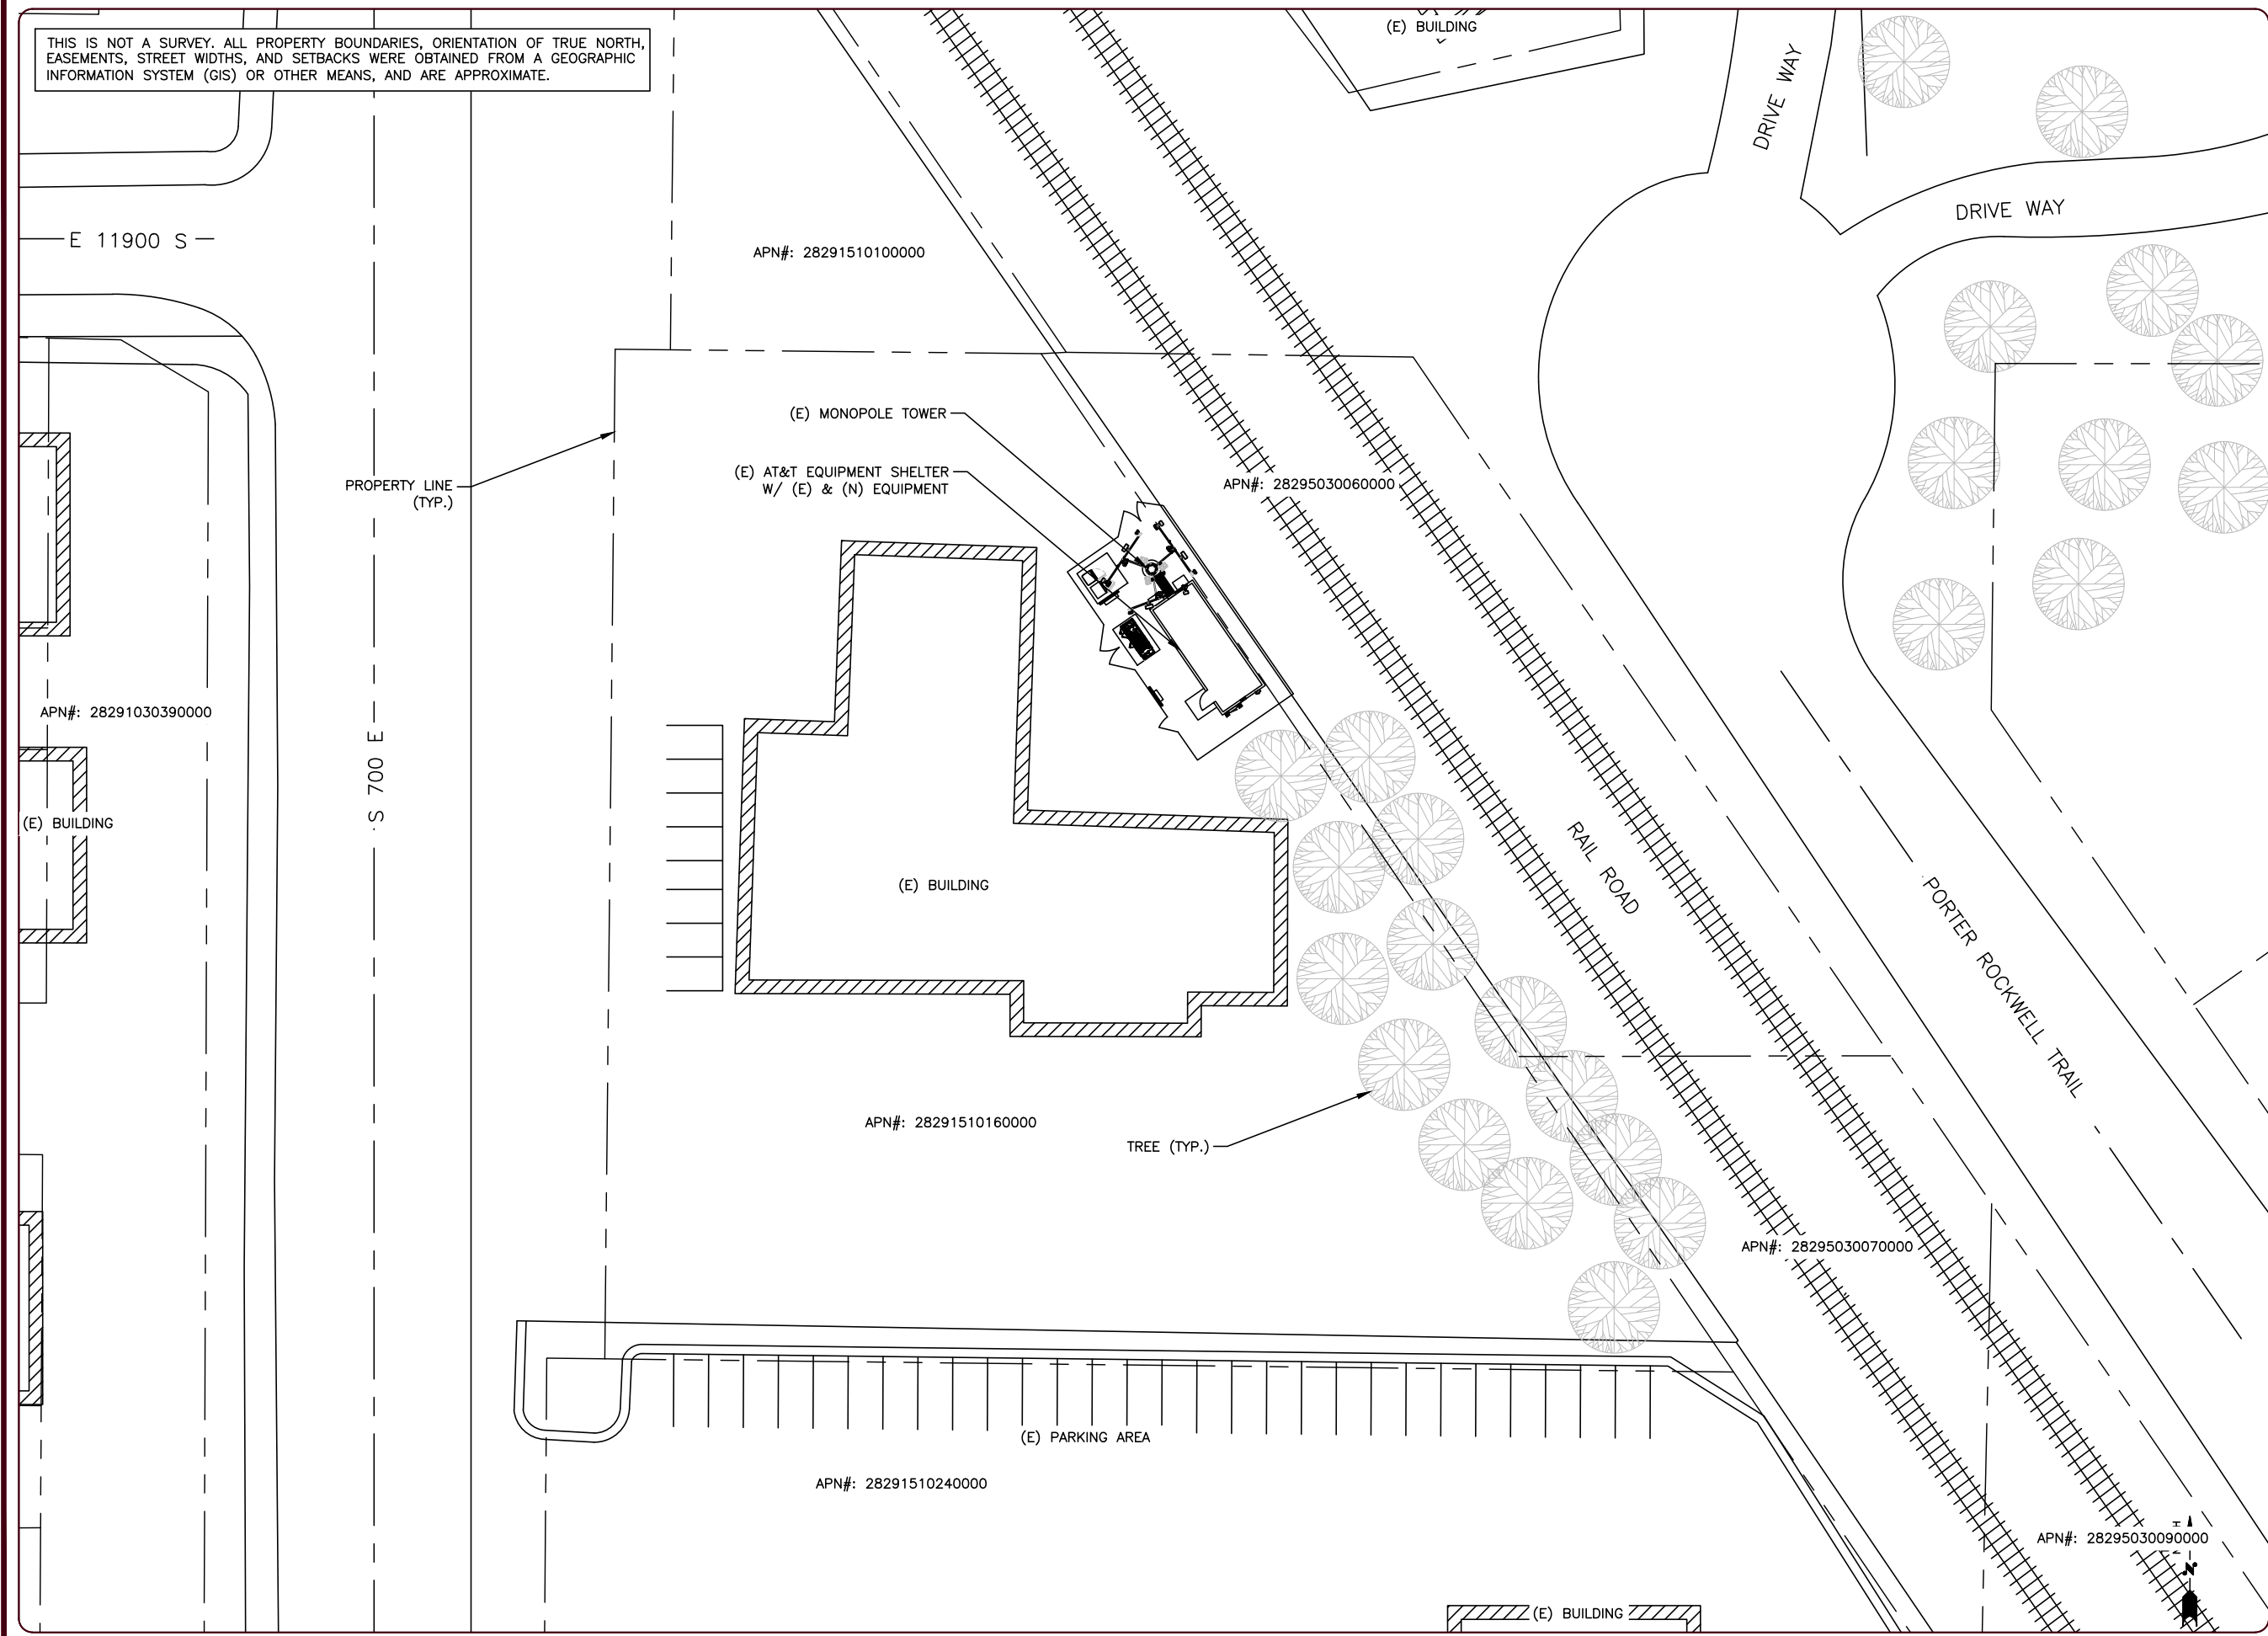 THIS IS NOT A SURVEY. ALL PROPERTY BOUNDARIES, ORIENTATION OF TRUE NORTH,
EASEMENTS, STREET WIDTHS, AND SETBACKS WERE OBTAINED FROM A GEOGRAPHIC
INFORMATION SYSTEM (GIS) OR OTHER MEANS, AND ARE APPROXIMATE.
(E) BUILDING
DRIVE WAY
DRIVE WAY
E 11900 S
APN#: 28291510100000
(E) MONOPOLE TOWER
(E) AT&T EQUIPMENT SHELTER
W/ (E) & (N) EQUIPMENT
PROPERTY LINE
(TYP.)
APN#: 28295030060000
APN#: 28291030390000
S 700 E
(E) BUILDING
(E) BUILDING
RAIL ROAD
PORTER ROCKWELL TRAIL
APN#: 28291510160000
TREE (TYP.)
APN#: 28295030070000
(E) PARKING AREA
APN#: 28291510240000
APN#: 28295030090000
N
(E) BUILDING